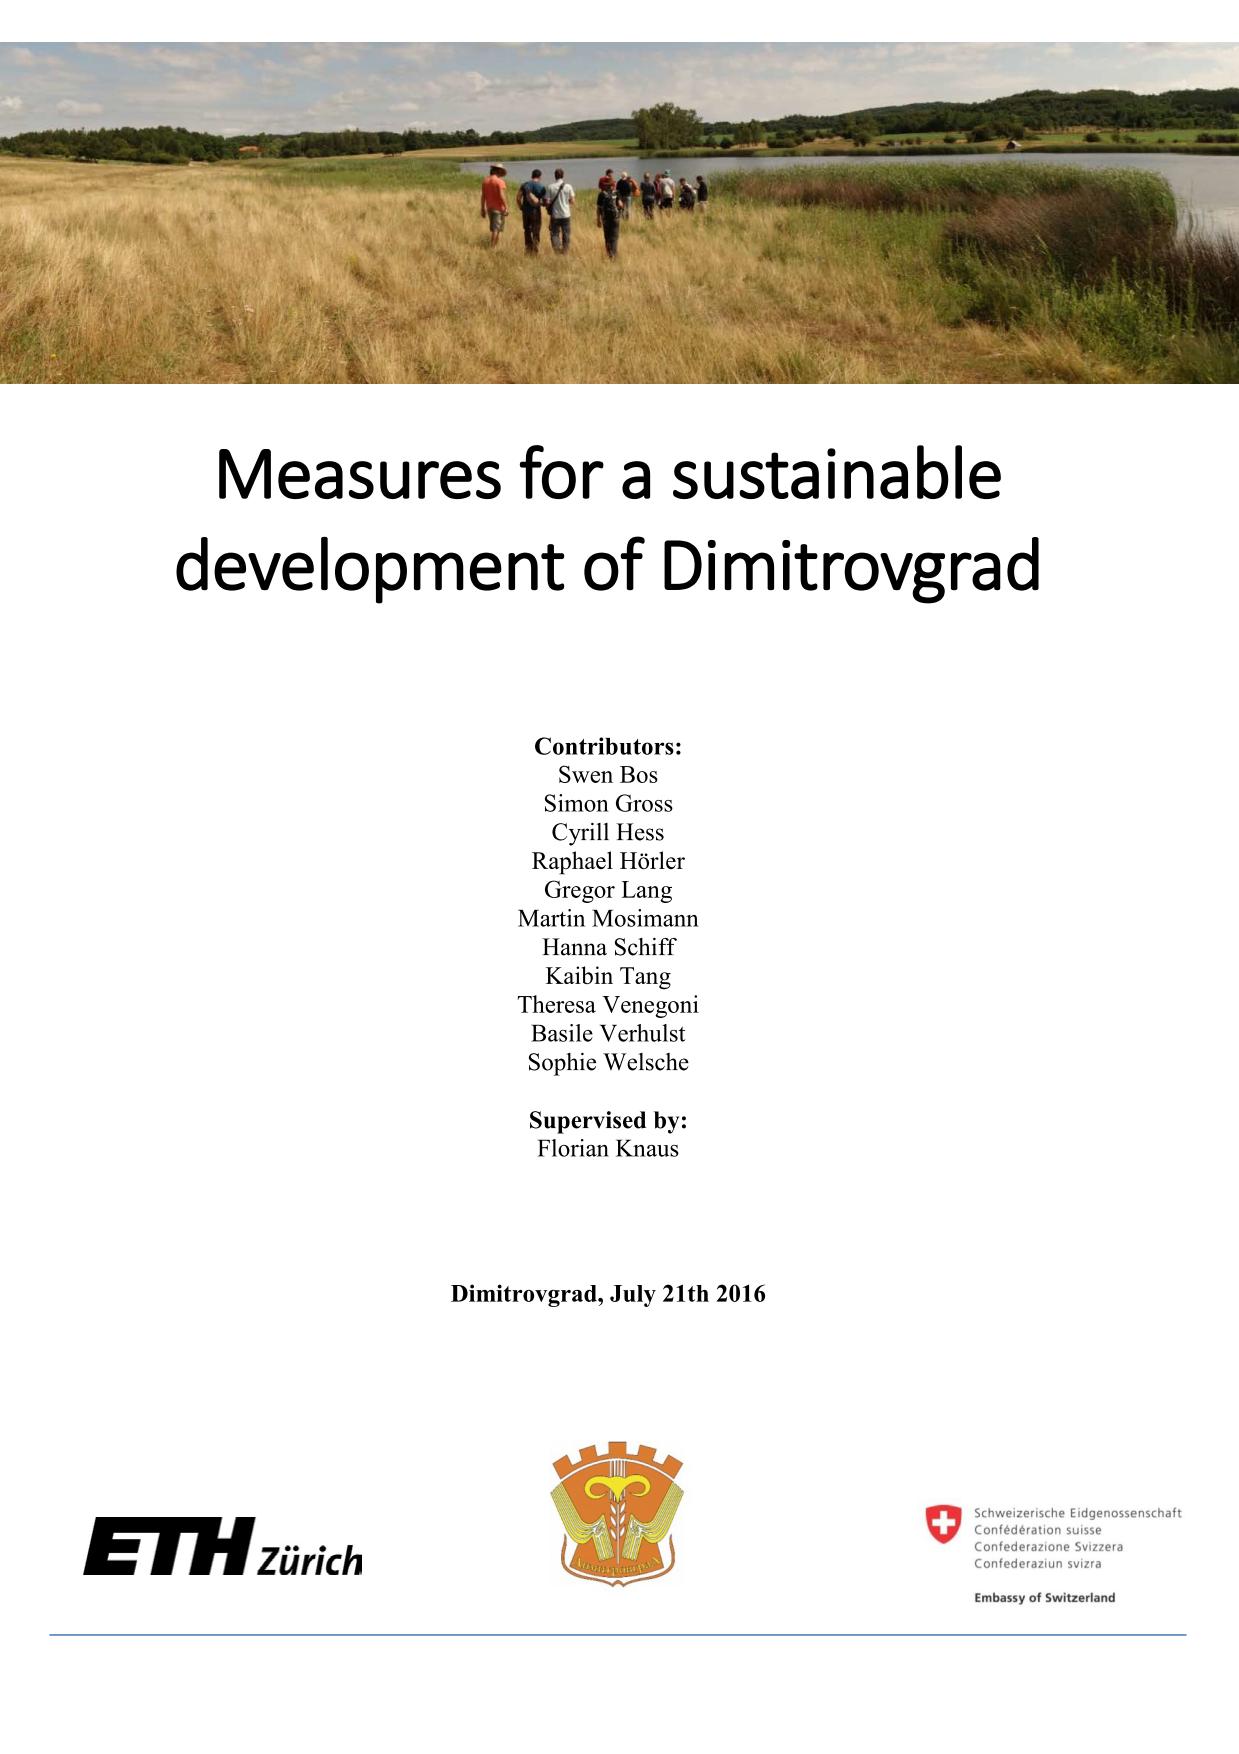 Measures for a sustainable
development of Dimitrovgrad
Contributors:
Swen Bos
Simon Gross
Cyrill Hess
Raphael Hörler
Gregor Lang
Martin Mosimann
Hanna Schiff
Kaibin Tang
Theresa Venegoni
Basile Verhulst
Sophie Welsche
Supervised by:
Florian Knaus
Dimitrovgrad, July 21th 2016
ETH Zürich
Schweizerische Eidgenossenschaft
Confédération suisse
Confederazione Svizzera
Confederaziun svizra
Embassy of Switzerland